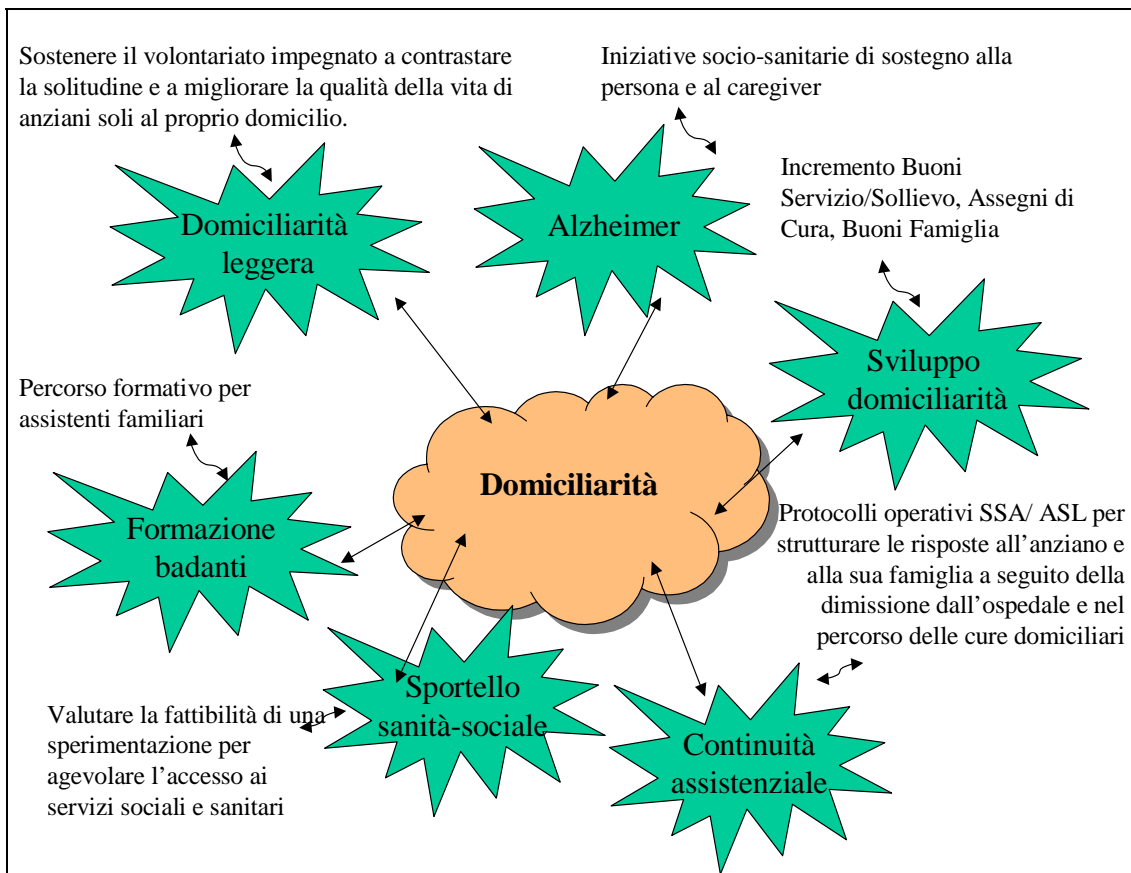 Sostenere il volontariato impegnato a contrastare
la solitudine e a migliorare la qualità della vita di
anziani soli al proprio domicilio.
Iniziative socio-sanitarie di sostegno alla
persona e al caregiver
Incremento Buoni
Servizio/Sollievo, Assegni di
Cura, Buoni Famiglia
Domiciliarità
leggera
Alzheimer
Sviluppo
domiciliarità
Percorso formativo per
assistenti familiari
Domiciliarità
Formazione
badanti
Protocolli operativi SSA/ ASL per
strutturare le risposte all’anziano e
alla sua famiglia a seguito della
dimissione dall’ospedale e nel
percorso delle cure domiciliari
Sportello
sanità-sociale
Valutare la fattibilità di una
sperimentazione per
agevolare l’accesso ai
servizi sociali e sanitari
Continuità
assistenziale